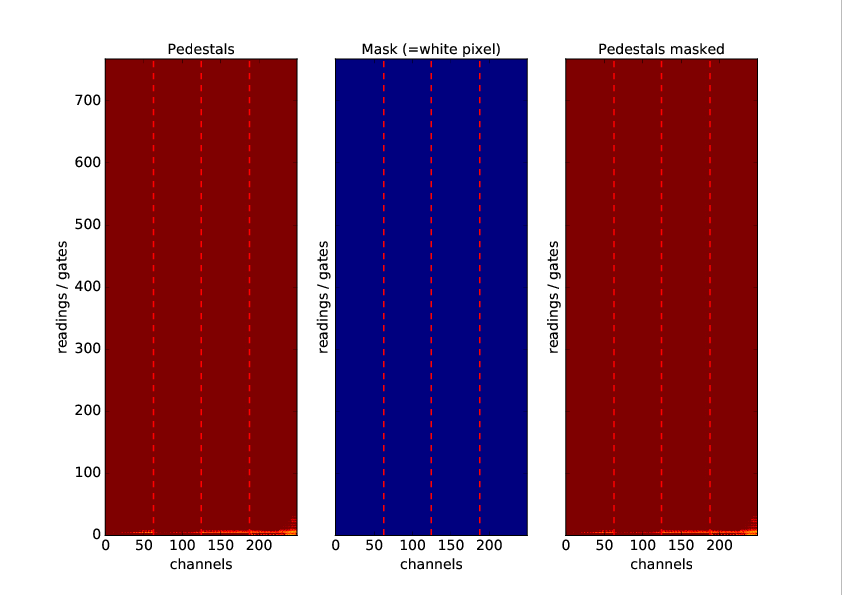 Pedestals
Mask (=white pixel)
Pedestals masked
700
600
500
400
300
200
100
0
readings / gates
readings / gates
readings / gates
0 50 100 150 200
0 50 100 150 200
0 50 100 150 200
channels
channels
channels